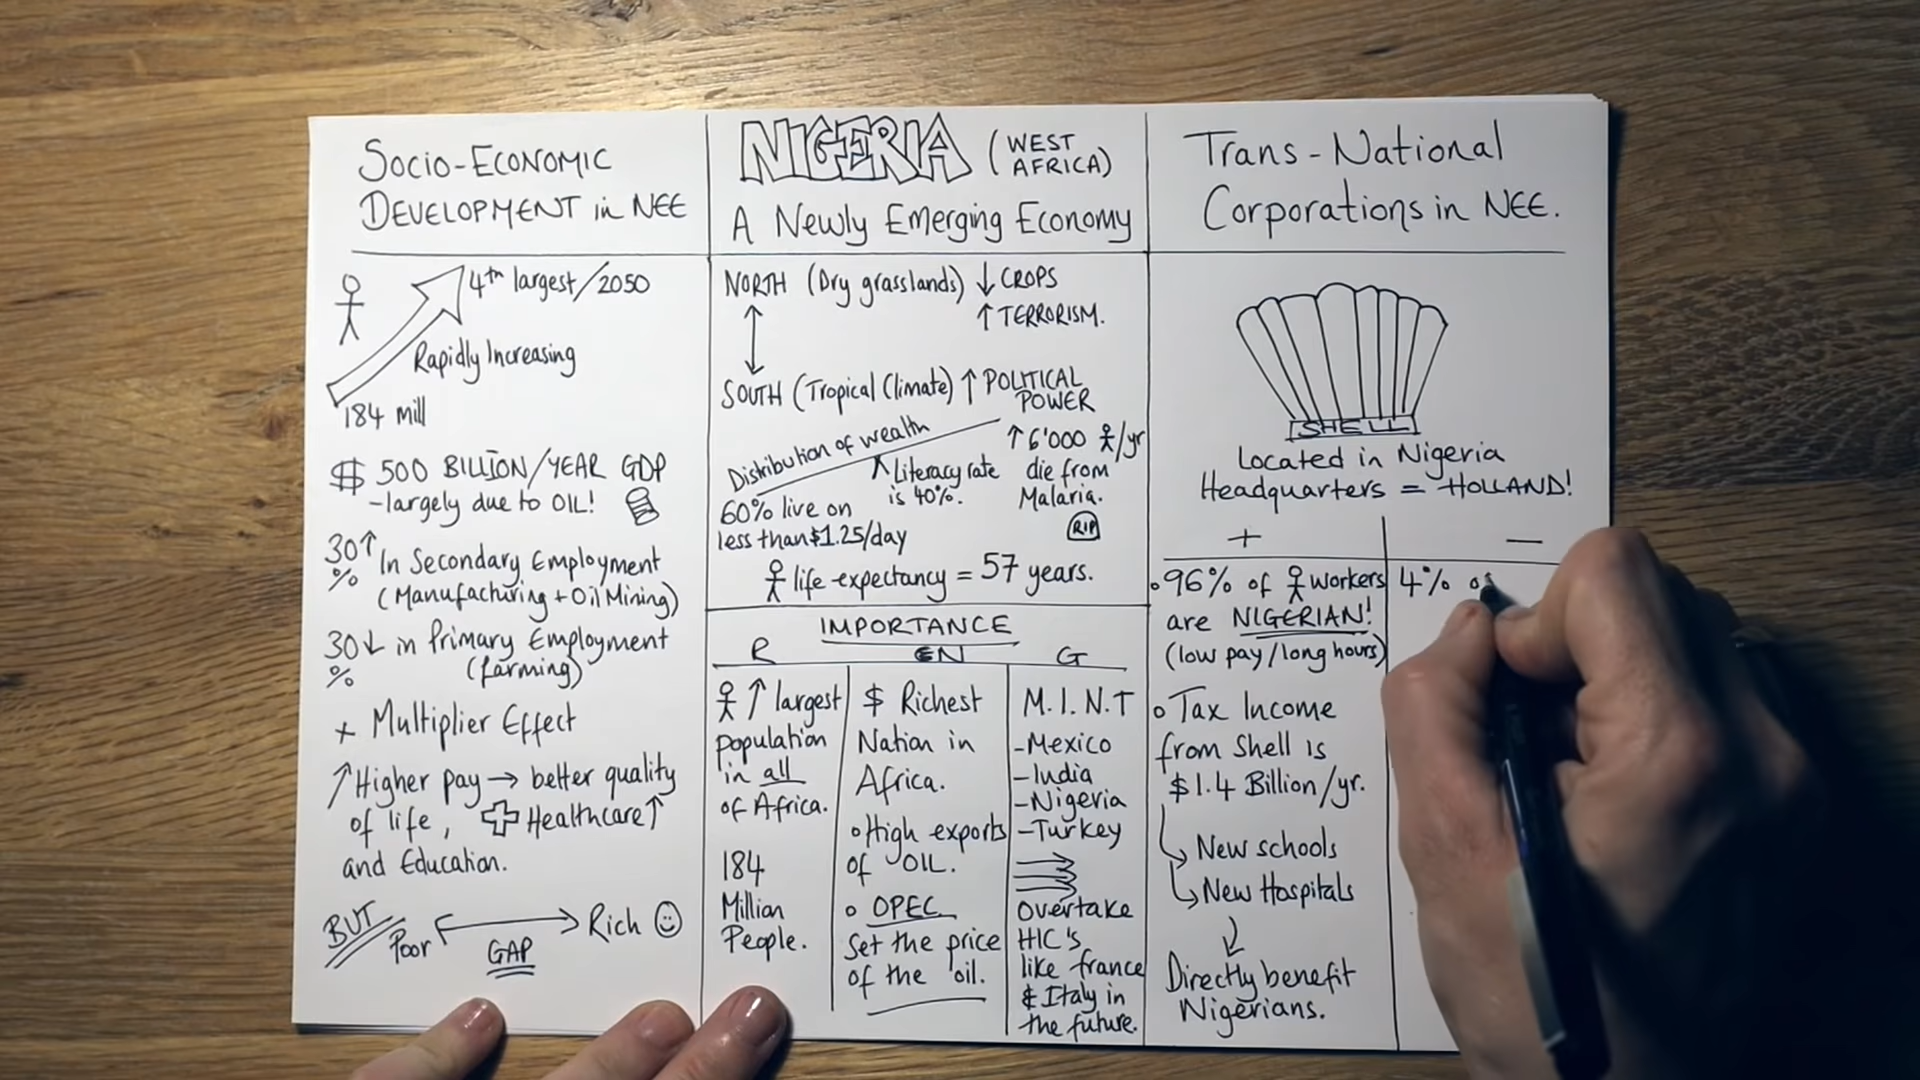 SOCIO-ECONOMIC
DEVELOPMENT in NEE
4th largest/2050
Rapidly Increasing
184 mill
$ 500 BILLION/YEAR GDP
-largely due to OIL!
30%↑ In Secondary Employment
(Manufacturing + Oil Mining)
30%↓ in Primary Employment
(farming)
+ Multiplier Effect
↑Higher pay → better quality
of life, Healthcare↑
and Education.
BUT Poor ↔ Rich
GAP
NIGERIA (WEST
AFRICA)
A Newly Emerging Economy
NORTH (Dry grasslands) ↓ CROPS
↑ TERRORISM.
SOUTH (Tropical Climate) ↑ POLITICAL
POWER
Distribution of wealth
60% live on
less than $1.25/day
Literacy rate
is 40%.
↑ 6'000 /yr
die from
Malaria.
RIP
life expectancy = 57 years.
IMPORTANCE
R EN G
↑ largest
population
in all
of Africa.
184
Million
People.
$ Richest
Nation in
Africa.
o High exports
of OIL.
o OPEC
Set the price
of the oil.
M.I.N.T
-Mexico
-India
-Nigeria
-Turkey
Overtake
HIC's
like france
& Italy in
the future.
Trans-National
Corporations in NEE.
SHELL
Located in Nigeria
Headquarters = HOLLAND!
+ —
o 96% of workers
are NIGERIAN!
(low pay/long hours)
o Tax Income
from Shell is
$1.4 Billion/yr.
New schools
New Hospitals
Directly benefit
Nigerians.
4%